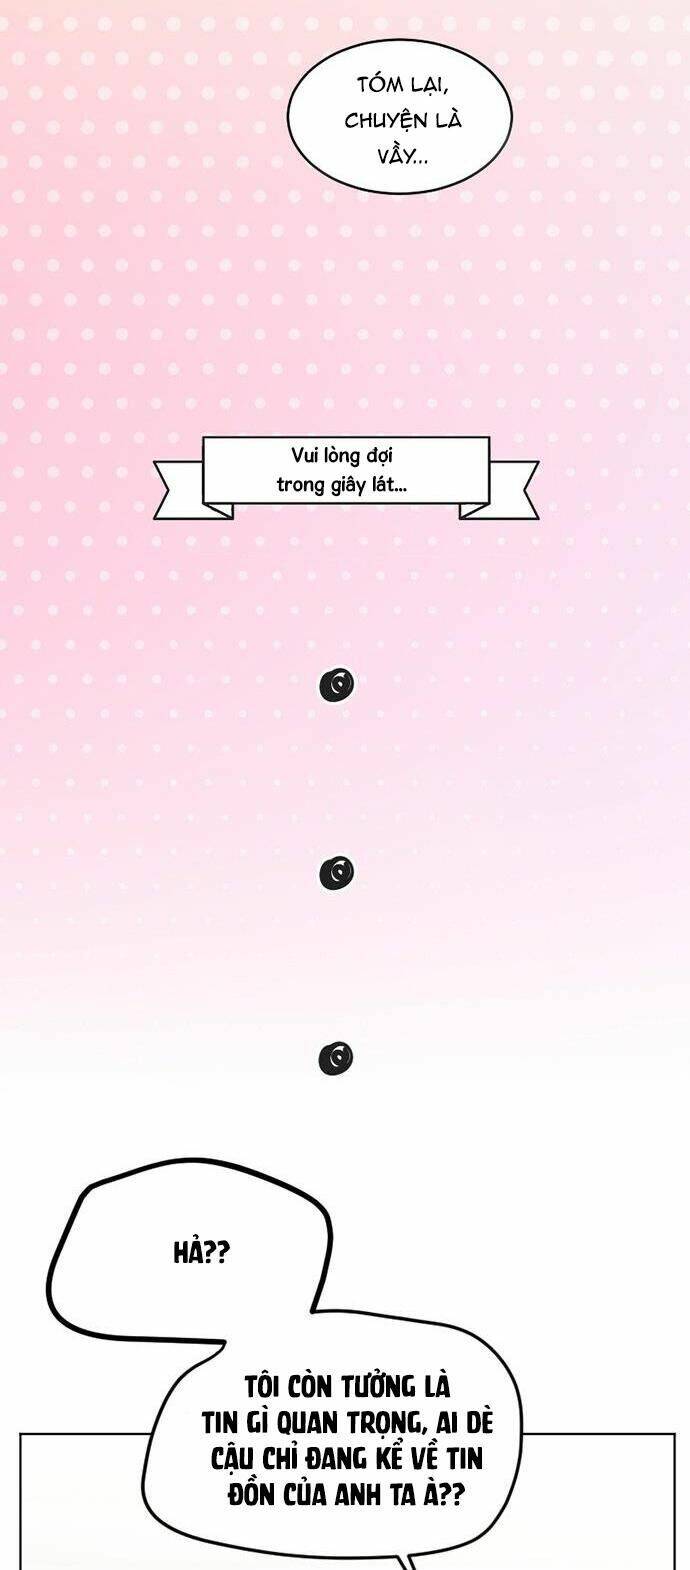 TÓM LẠI,
CHUYỆN LÀ
VẦY...
Vui lòng đợi
trong giây lát...
HẢ??
TÔI CÒN TƯỞNG LÀ
TIN GÌ QUAN TRỌNG, AI DÈ
CẬU CHỈ ĐANG KỂ VỀ TIN
ĐỒN CỦA ANH TA À??